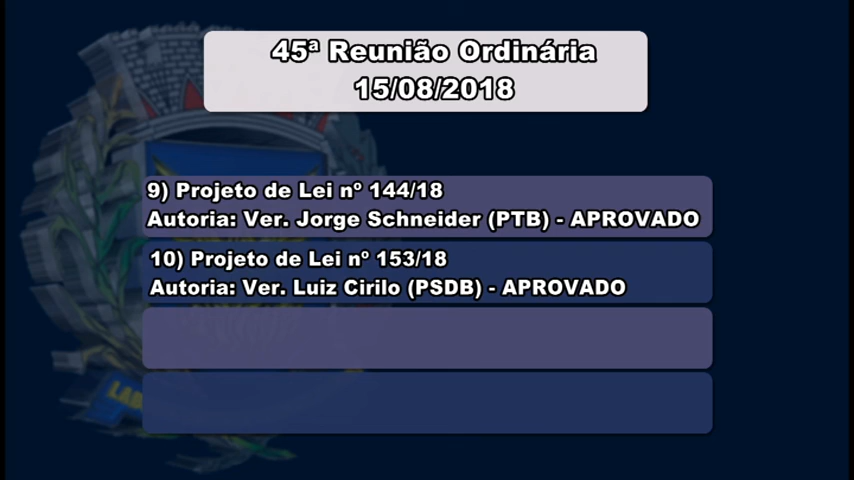 45ª Reunião Ordinária
15/08/2018
9) Projeto de Lei nº 144/18
Autoria: Ver. Jorge Schneider (PTB) - APROVADO
10) Projeto de Lei nº 153/18
Autoria: Ver. Luiz Cirilo (PSDB) - APROVADO